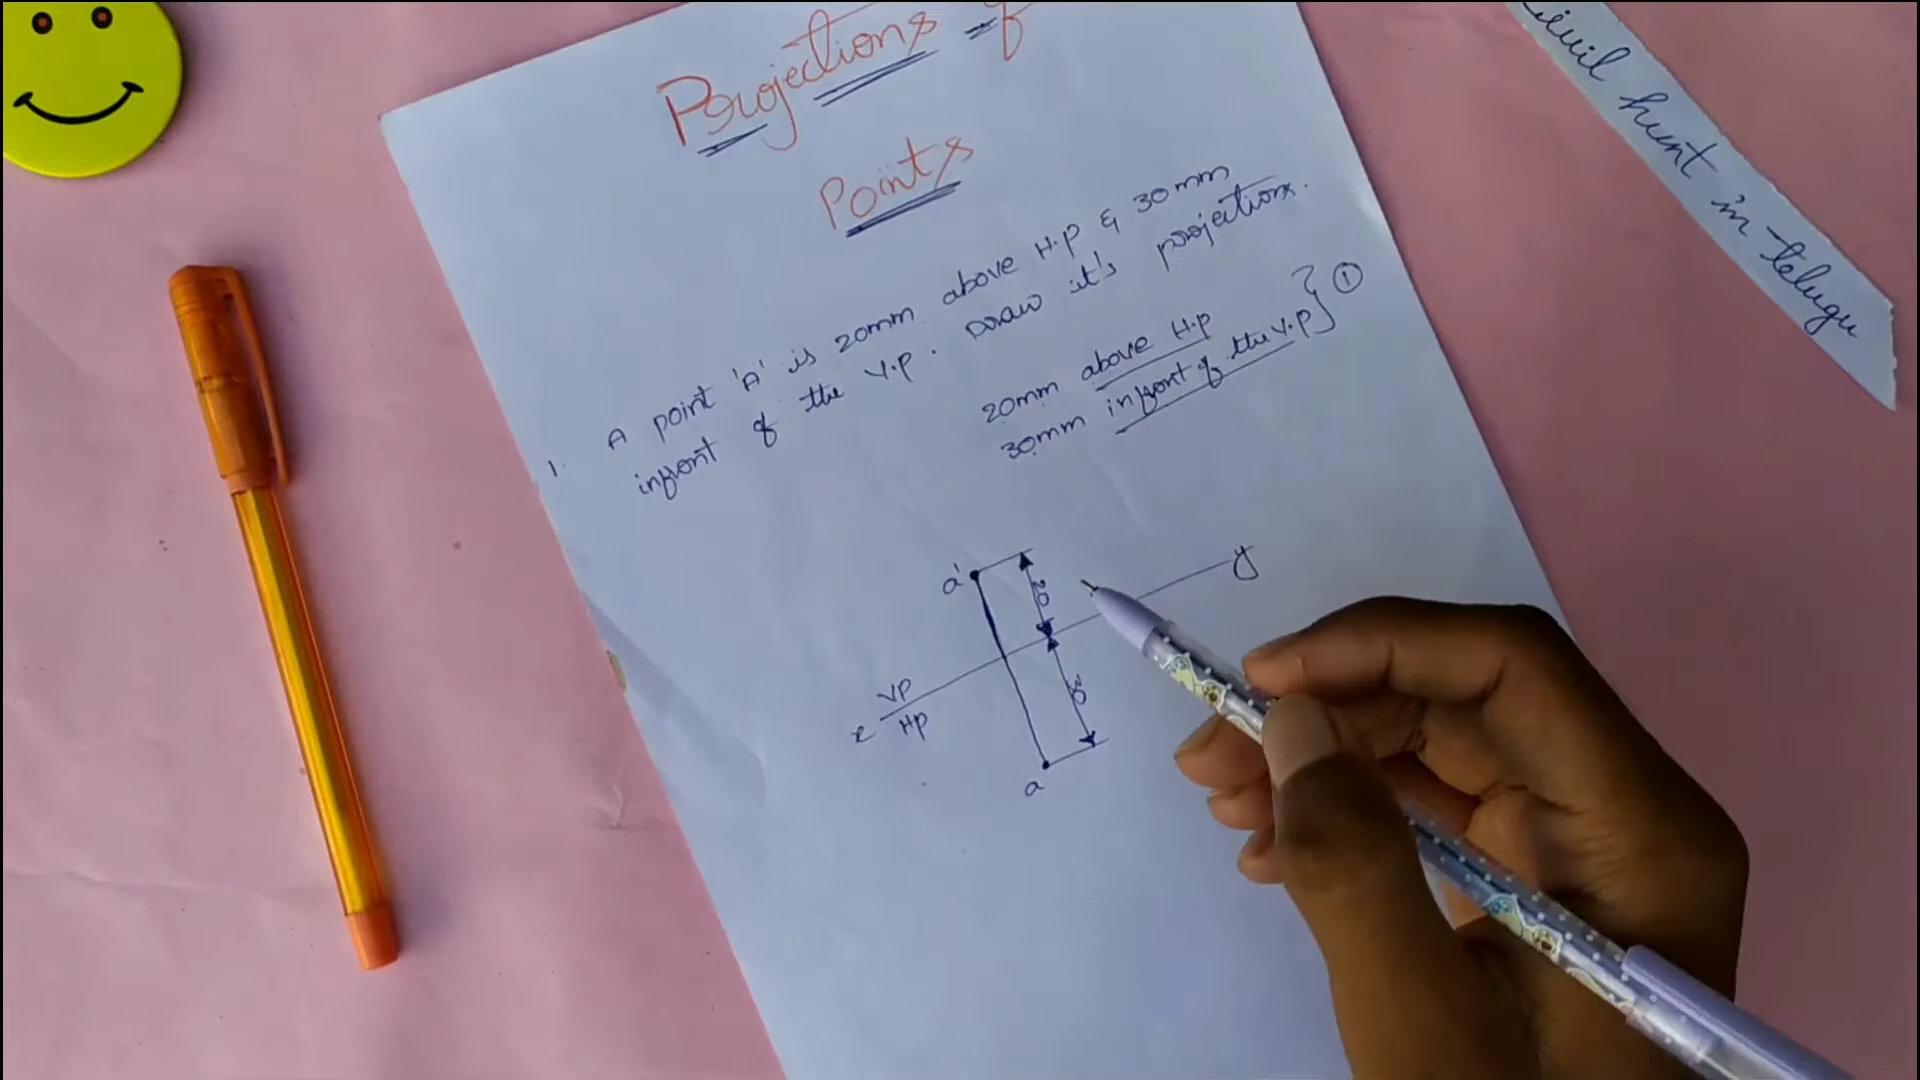 Projections of
Points
1. A point 'A' is 20mm above H.P & 30mm
infront of the V.P. Draw it's projections.
20mm above H.P
30mm infront of the V.P } ①
a'
20
y
VP
x HP
30
a
civil hunt in telugu